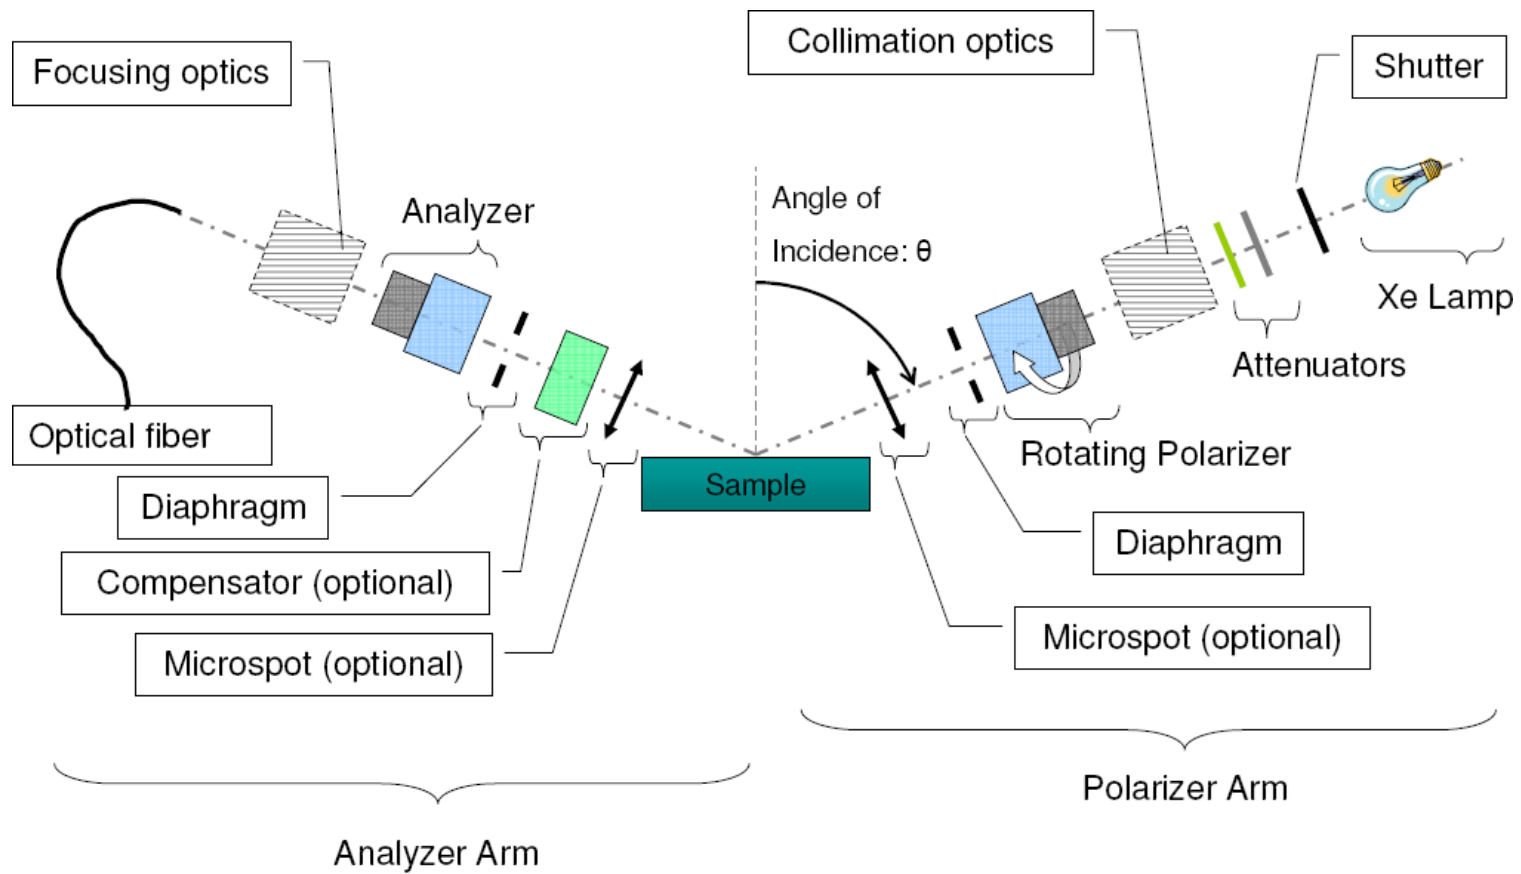 Collimation optics
Shutter
Focusing optics
Analyzer
Angle of
Incidence: θ
Xe Lamp
Attenuators
Optical fiber
Rotating Polarizer
Sample
Diaphragm
Diaphragm
Compensator (optional)
Microspot (optional)
Microspot (optional)
Polarizer Arm
Analyzer Arm